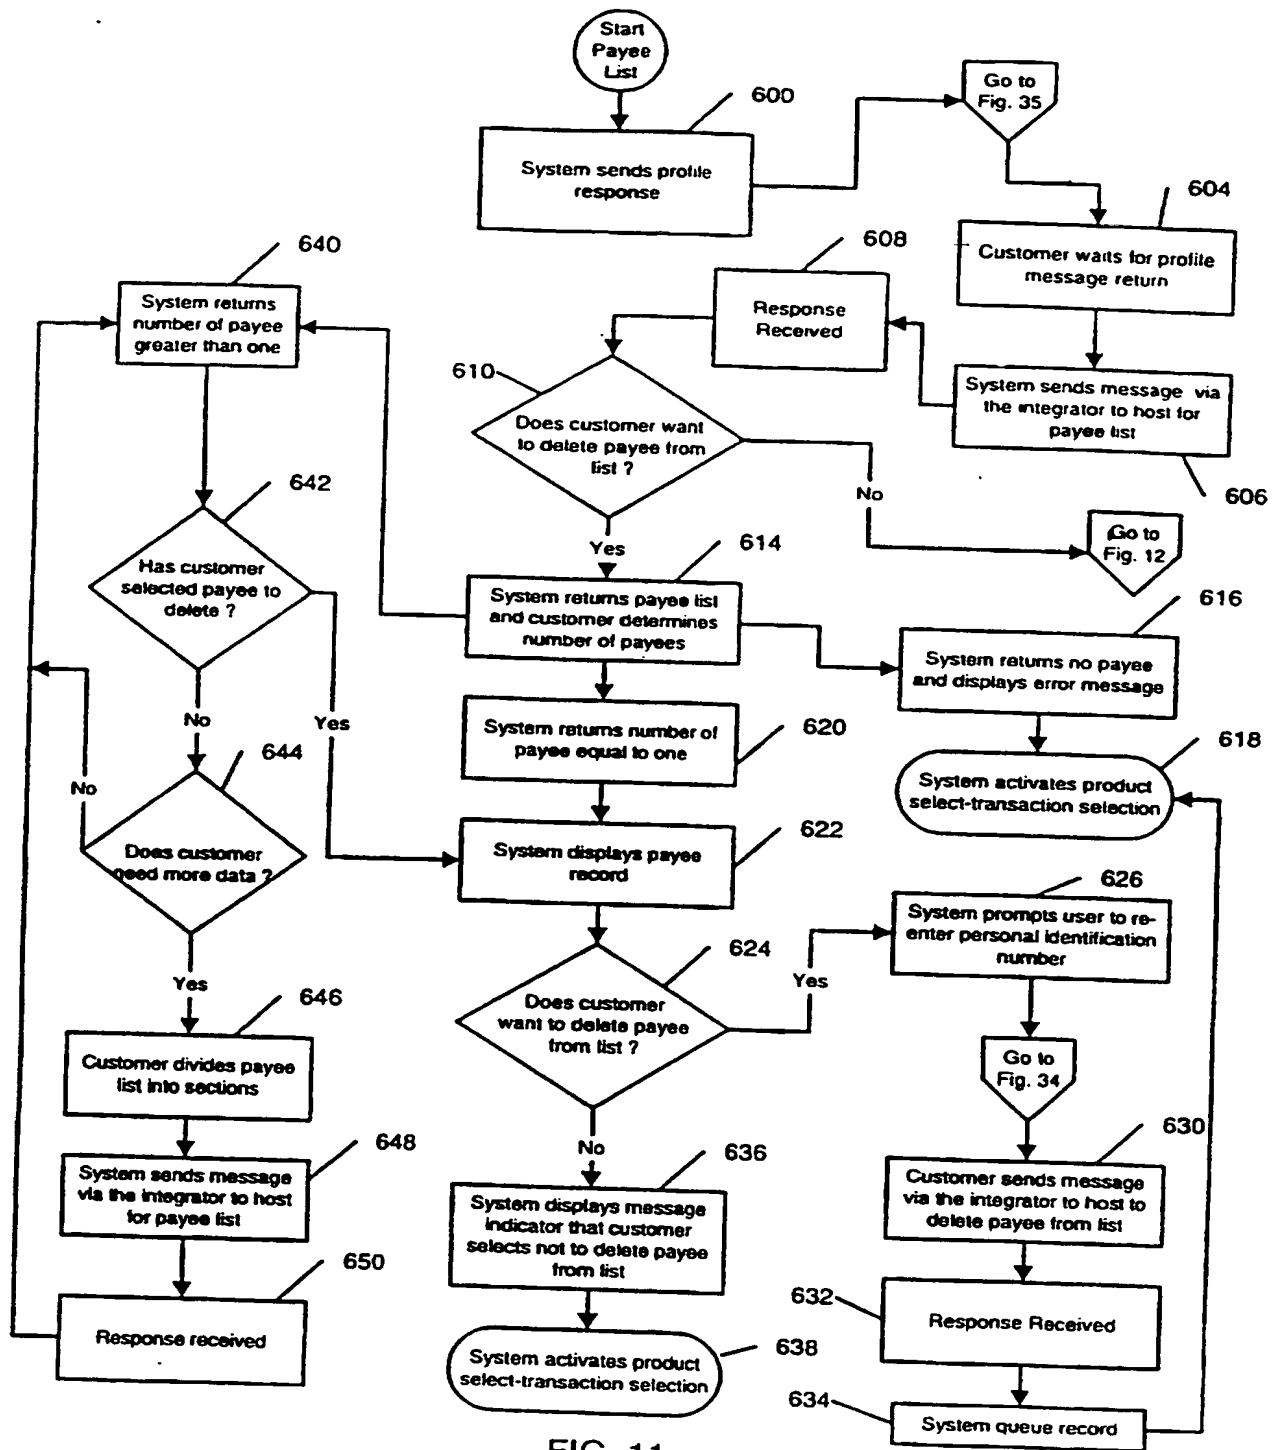 Start
Payee
List
600
System sends profile
response
Go to
Fig. 35
604
Customer waits for profile
message return
608
Response
Received
606
System sends message via
the integrator to host for
payee list
610
Does customer want
to delete payee from
list ?
No
Go to
Fig. 12
Yes
614
System returns payee list
and customer determines
number of payees
616
System returns no payee
and displays error message
618
System activates product
select-transaction selection
620
System returns number of
payee equal to one
622
System displays payee
record
624
Does customer
want to delete payee
from list ?
Yes
626
System prompts user to re-
enter personal identification
number
Go to
Fig. 34
630
Customer sends message
via the integrator to host to
delete payee from list
632
Response Received
634
System queue record
No
636
System displays message
indicator that customer
selects not to delete payee
from list
638
System activates product
select-transaction selection
640
System returns
number of payee
greater than one
642
Has customer
selected payee to
delete ?
Yes
No
644
Does customer
need more data ?
No
Yes
646
Customer divides payee
list into sections
648
System sends message
via the integrator to host
for payee list
650
Response received
FIG. 11